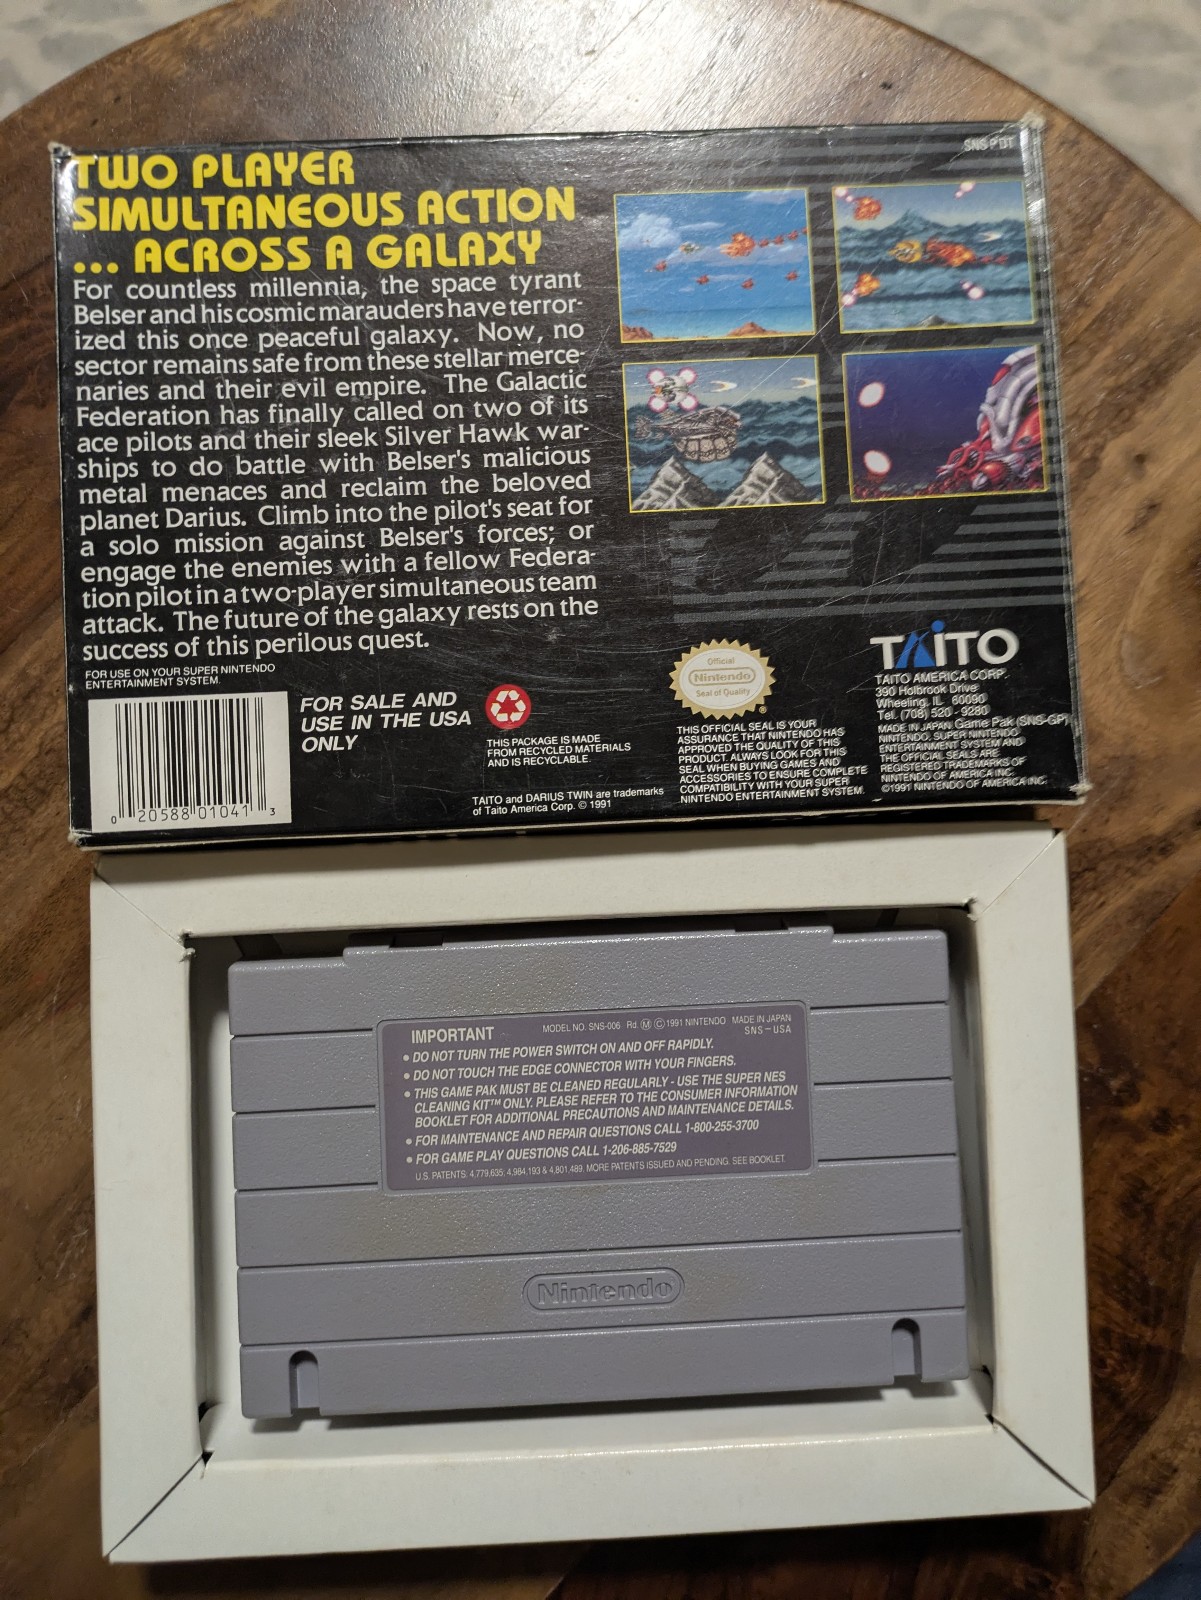 TWO PLAYER
SIMULTANEOUS ACTION
... ACROSS A GALAXY
For countless millennia, the space tyrant
Belser and his cosmic marauders have terror-
ized this once peaceful galaxy. Now, no
sector remains safe from these stellar merce-
naries and their evil empire. The Galactic
Federation has finally called on two of its
ace pilots and their sleek Silver Hawk war-
ships to do battle with Belser's malicious
metal menaces and reclaim the beloved
planet Darius. Climb into the pilot's seat for
a solo mission against Belser's forces; or
engage the enemies with a fellow Federa-
tion pilot in a two-player simultaneous team
attack. The future of the galaxy rests on the
success of this perilous quest.
FOR USE ON YOUR SUPER NINTENDO
ENTERTAINMENT SYSTEM.
0 20588 01041 3
FOR SALE AND
USE IN THE USA
ONLY
THIS PACKAGE IS MADE
FROM RECYCLED MATERIALS
AND IS RECYCLABLE.
TAITO and DARIUS TWIN are trademarks
of Taito America Corp. © 1991
SNS P DT
Official
Nintendo
Seal of Quality
®
THIS OFFICIAL SEAL IS YOUR
ASSURANCE THAT NINTENDO HAS
APPROVED THE QUALITY OF THIS
PRODUCT. ALWAYS LOOK FOR THIS
SEAL WHEN BUYING GAMES AND
ACCESSORIES TO ENSURE COMPLETE
COMPATIBILITY WITH YOUR SUPER
NINTENDO ENTERTAINMENT SYSTEM.
TAITO
TAITO AMERICA CORP.
390 Holbrook Drive
Wheeling, IL 60090
Tel. (708) 520 - 9280
MADE IN JAPAN Game Pak (SNS-GP)
NINTENDO, SUPER NINTENDO
ENTERTAINMENT SYSTEM AND
THE OFFICIAL SEALS ARE
REGISTERED TRADEMARKS OF
NINTENDO OF AMERICA INC.
©1991 NINTENDO OF AMERICA INC.
IMPORTANT
MODEL NO. SNS-006 Rd. Ⓜ © 1991 NINTENDO MADE IN JAPAN
SNS-USA
• DO NOT TURN THE POWER SWITCH ON AND OFF RAPIDLY.
• DO NOT TOUCH THE EDGE CONNECTOR WITH YOUR FINGERS.
• THIS GAME PAK MUST BE CLEANED REGULARLY - USE THE SUPER NES
CLEANING KIT™ ONLY. PLEASE REFER TO THE CONSUMER INFORMATION
BOOKLET FOR ADDITIONAL PRECAUTIONS AND MAINTENANCE DETAILS.
• FOR MAINTENANCE AND REPAIR QUESTIONS CALL 1-800-255-3700
• FOR GAME PLAY QUESTIONS CALL 1-206-885-7529
U.S. PATENTS: 4,779,635; 4,984,193 & 4,801,489. MORE PATENTS ISSUED AND PENDING. SEE BOOKLET.
Nintendo